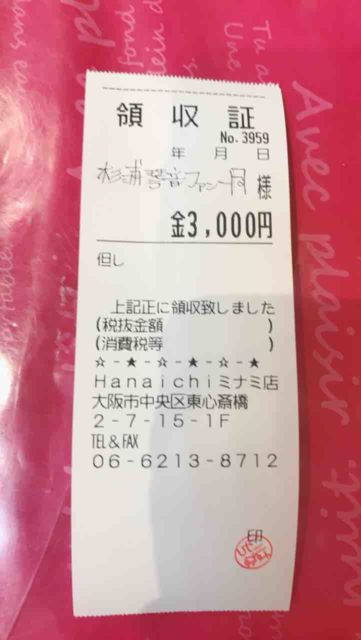 領収証
No.3959
年 月 日
杉浦琴音ファン一同 様
金3,000円
但し
上記正に領収致しました
(税抜金額 )
(消費税等 )
☆-★-☆-★-☆-★
Hanaichiミナミ店
大阪市中央区東心斎橋
2-7-15-1F
TEL&FAX
06-6213-8712
印
Avec plaisir